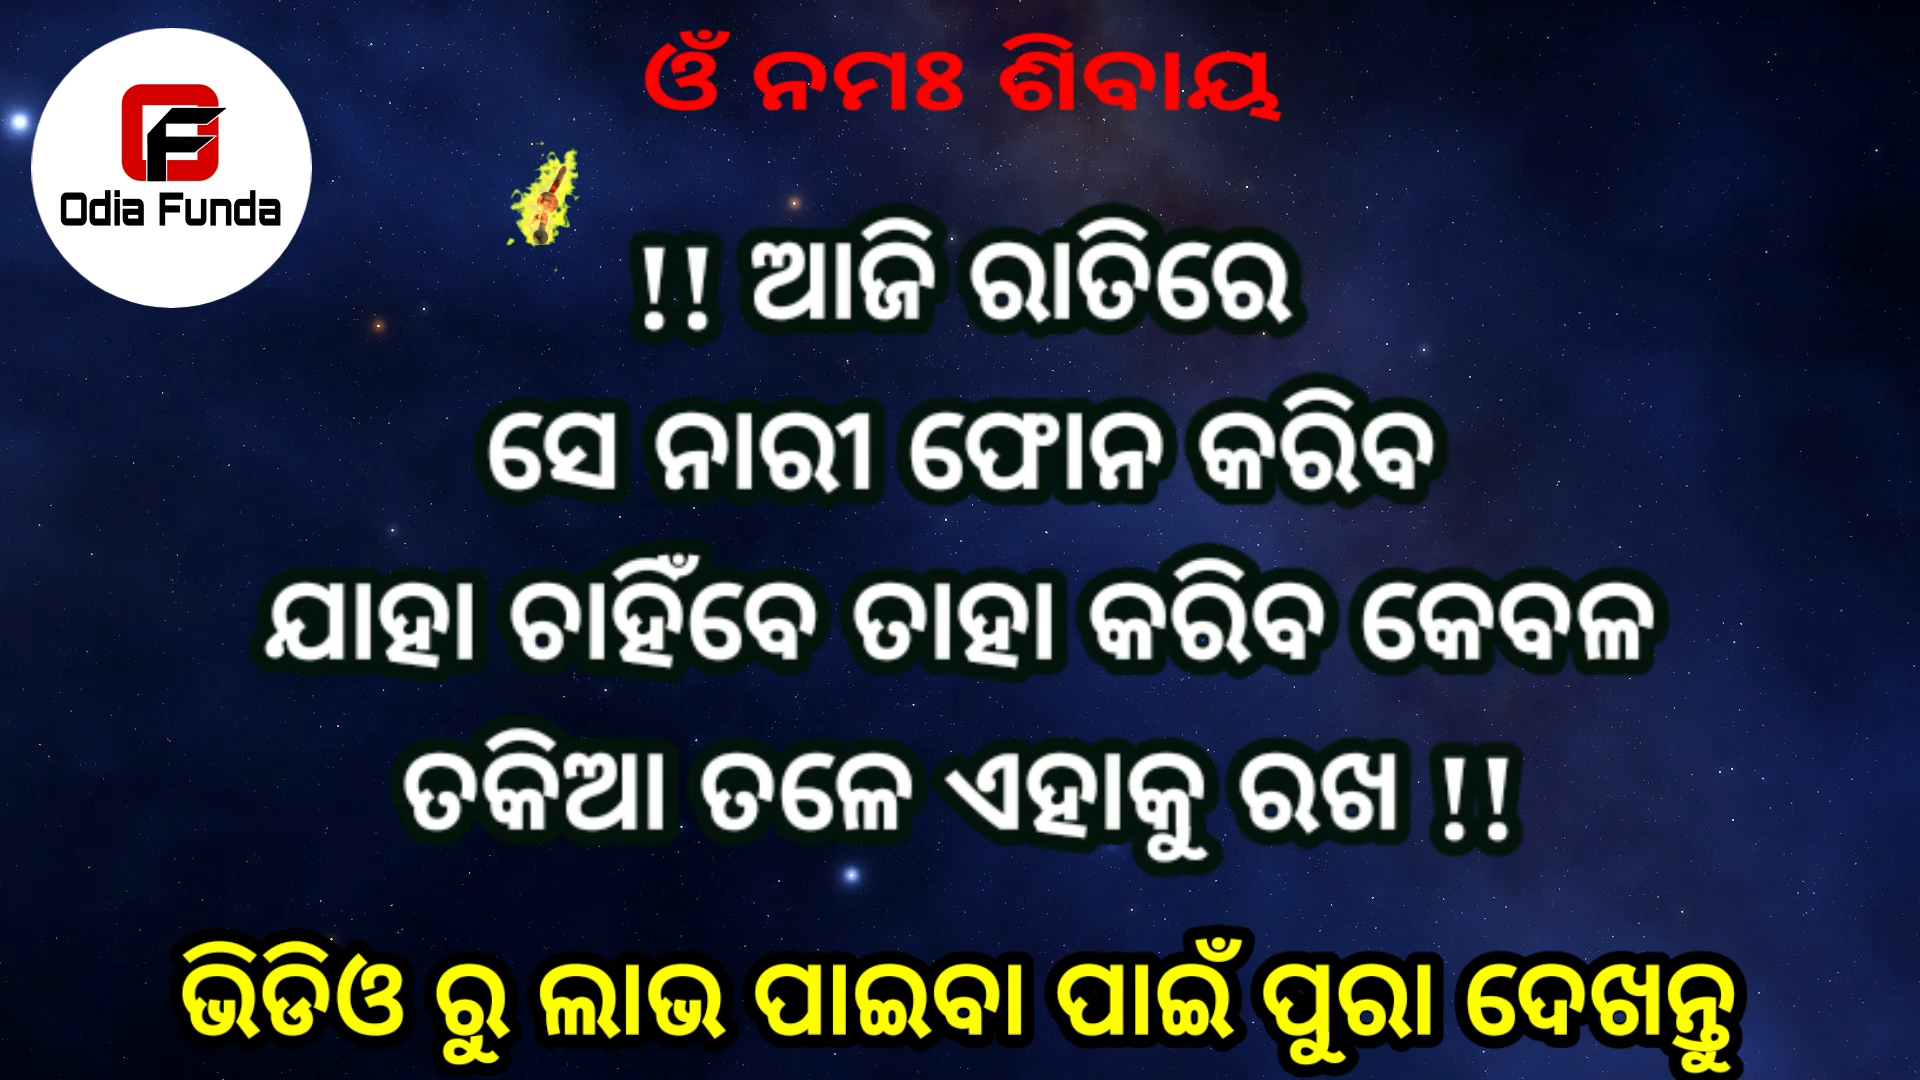 ଓଁ ନମଃ ଶିବାୟ
Odia Funda
!! ଆଜି ରାତିରେ
ସେ ନାରୀ ଫୋନ କରିବ
ଯାହା ଚାହିଁବେ ତାହା କରିବ କେବଳ
ତକିଆ ତଳେ ଏହାକୁ ରଖ !!
ଭିଡିଓ ରୁ ଲାଭ ପାଇବା ପାଇଁ ପୁରା ଦେଖନ୍ତୁ